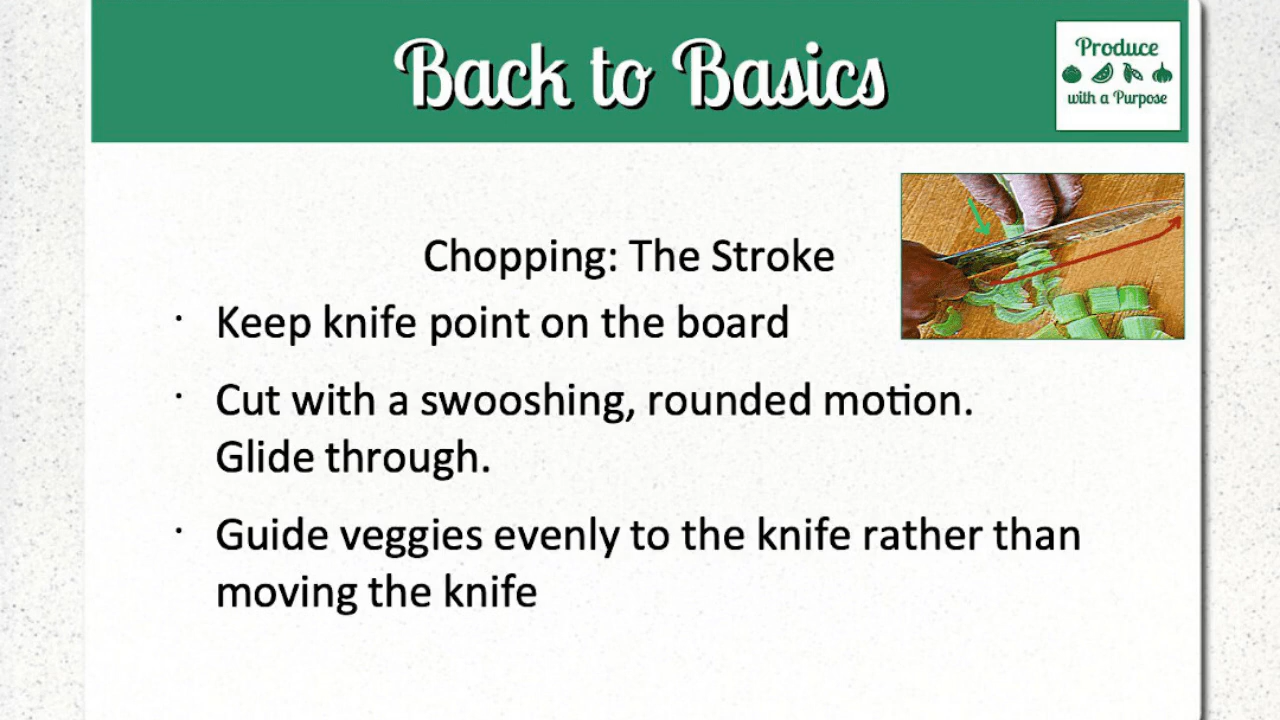 Back to Basics
Produce
with a Purpose
Chopping: The Stroke
· Keep knife point on the board
· Cut with a swooshing, rounded motion.
Glide through.
· Guide veggies evenly to the knife rather than
moving the knife